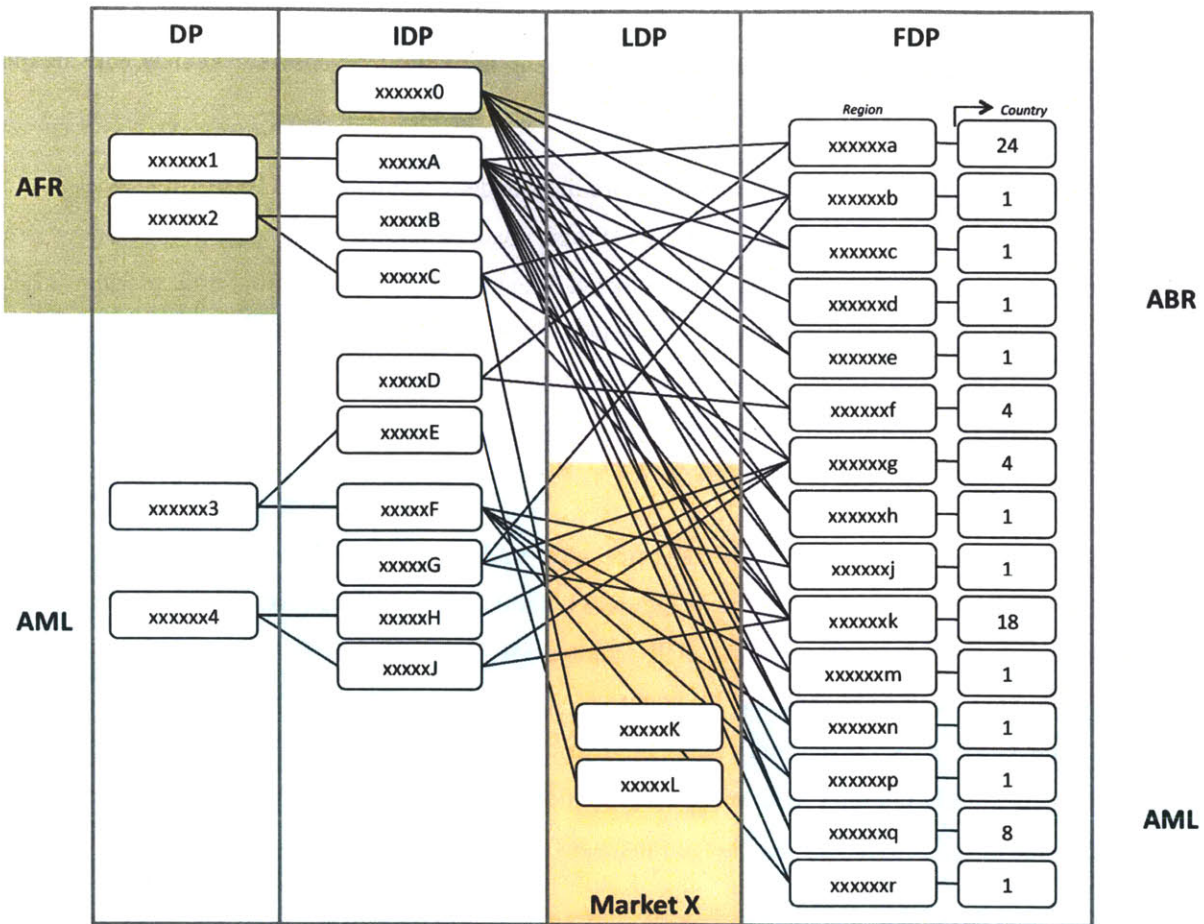 DP IDP LDP FDP
xxxxxx0
Region Country
xxxxxx1 xxxxxA xxxxxxa 24
AFR
xxxxxx2 xxxxxB xxxxxxb 1
xxxxxC xxxxxxc 1
xxxxxxd 1
ABR
xxxxxD xxxxxxe 1
xxxxxE xxxxxxf 4
xxxxxxg 4
xxxxxx3 xxxxxF xxxxxxh 1
xxxxxG xxxxxxj 1
AML
xxxxxx4 xxxxxH xxxxxxk 18
xxxxxJ xxxxxxm 1
xxxxxK xxxxxxn 1
xxxxxL xxxxxxp 1
xxxxxxq 8
AML
xxxxxxr 1
Market X